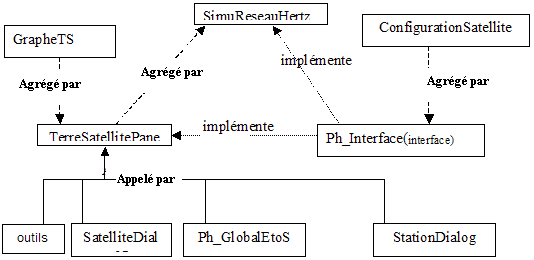 SimuReseauHertz
GrapheTS
ConfigurationSatellite
Agrégé par
Agrégé par
implémente
Agrégé par
TerreSatellitePane
implémente
Ph_Interface(interface)
Appelé par
outils
SatelliteDial
Ph_GlobalEtoS
StationDialog